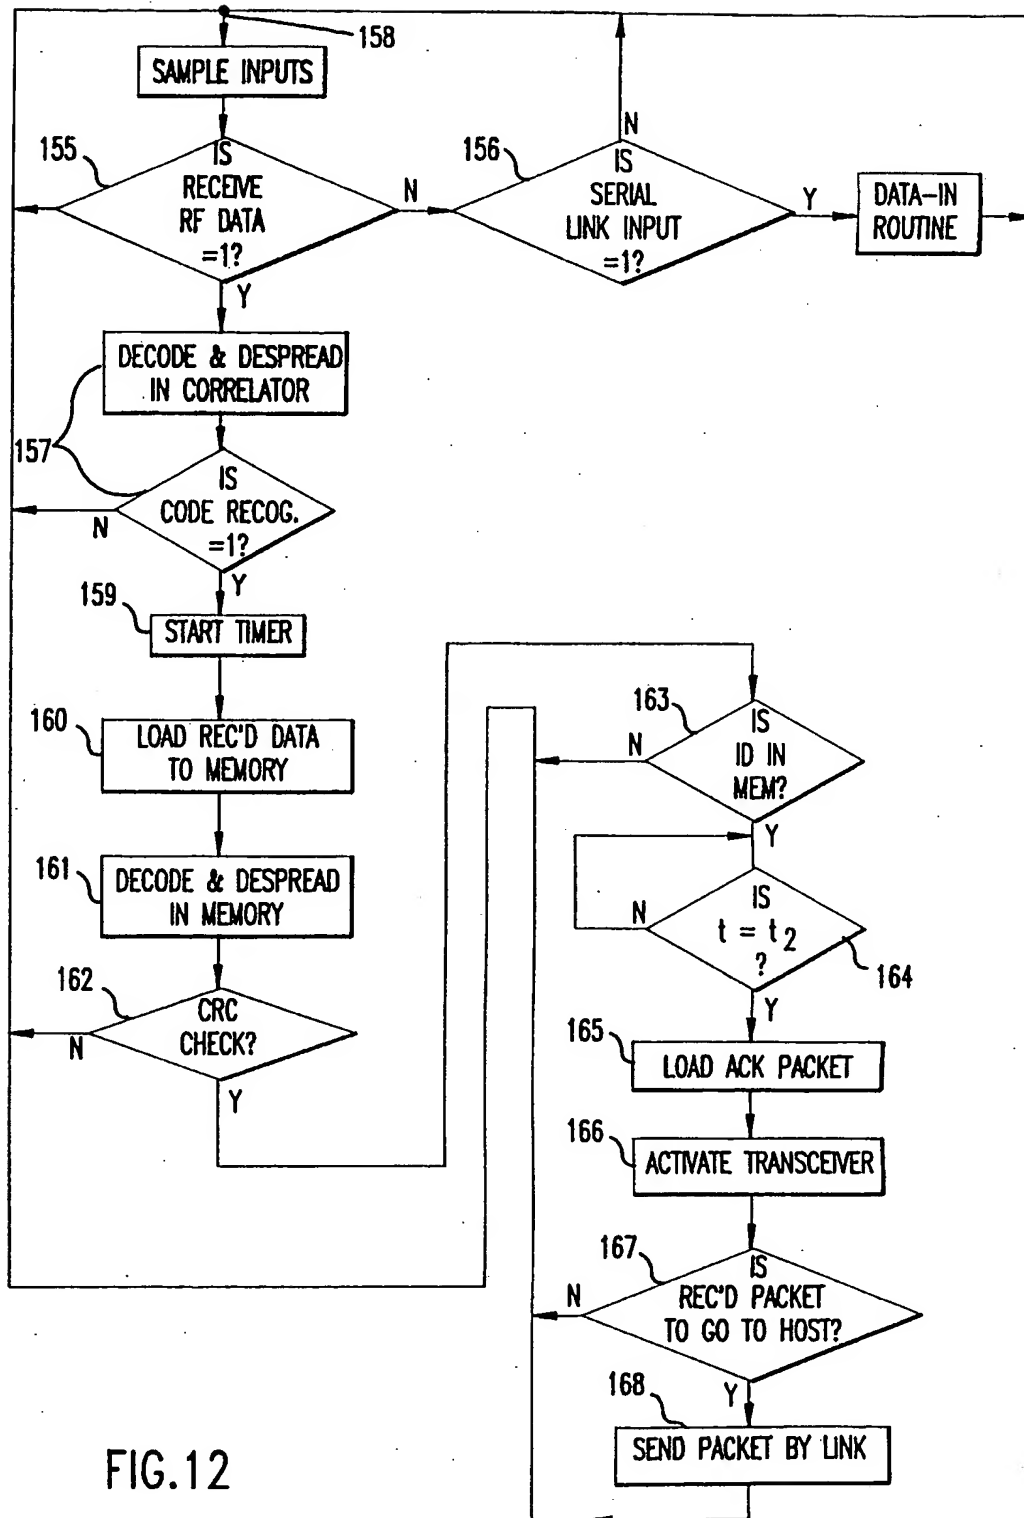 158
SAMPLE INPUTS
155
IS
RECEIVE
RF DATA
=1?
N
Y
156
N
IS
SERIAL
LINK INPUT
=1?
Y
DATA-IN
ROUTINE
DECODE & DESPREAD
IN CORRELATOR
157
IS
CODE RECOG.
=1?
N
Y
159
START TIMER
160
LOAD REC'D DATA
TO MEMORY
161
DECODE & DESPREAD
IN MEMORY
162
CRC
CHECK?
N
Y
163
IS
ID IN
MEM?
N
Y
IS
t = t2
?
N
164
Y
165
LOAD ACK PACKET
166
ACTIVATE TRANSCEIVER
167
IS
REC'D PACKET
TO GO TO HOST?
N
Y
168
SEND PACKET BY LINK
FIG.12